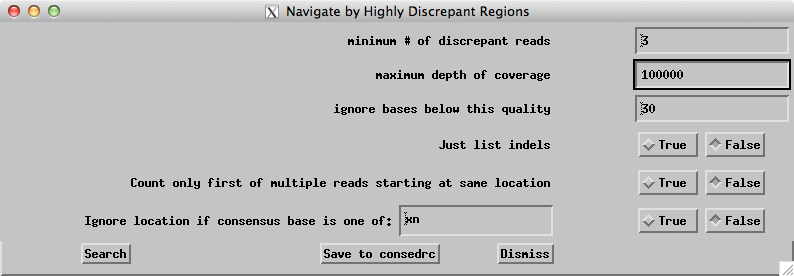 Navigate by Highly Discrepant Regions
minimum # of discrepant reads 3
maximum depth of coverage 100000
ignore bases below this quality 30
Just list indels True False
Count only first of multiple reads starting at same location True False
Ignore location if consensus base is one of: xn True False
Search Save to consedrc Dismiss